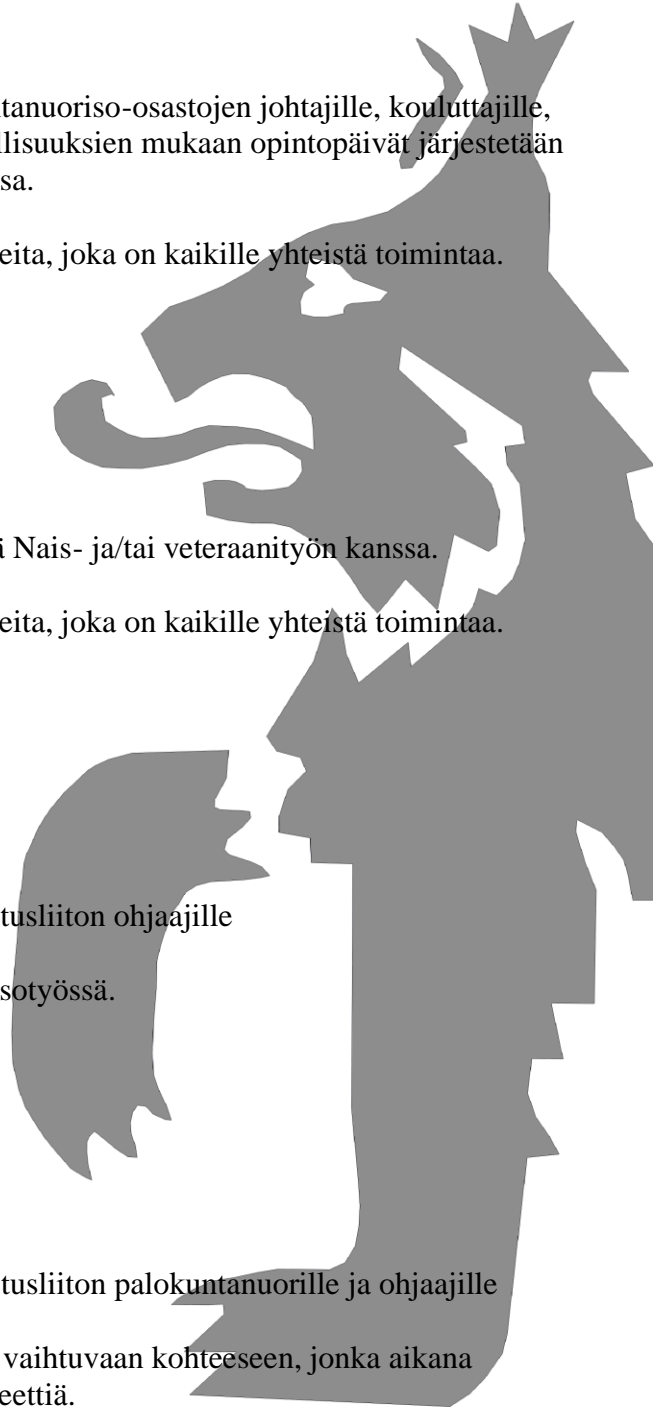 tanuoriso-osastojen johtajille, kouluttajille,
llisuuksien mukaan opintopäivät järjestetään
sa.
eita, joka on kaikille yhteistä toimintaa.
ä Nais- ja/tai veteraanityön kanssa.
eita, joka on kaikille yhteistä toimintaa.
tusliiton ohjaajille
sotyössä.
tusliiton palokuntanuorille ja ohjaajille
vaihtuvaan kohteeseen, jonka aikana
eettiä.